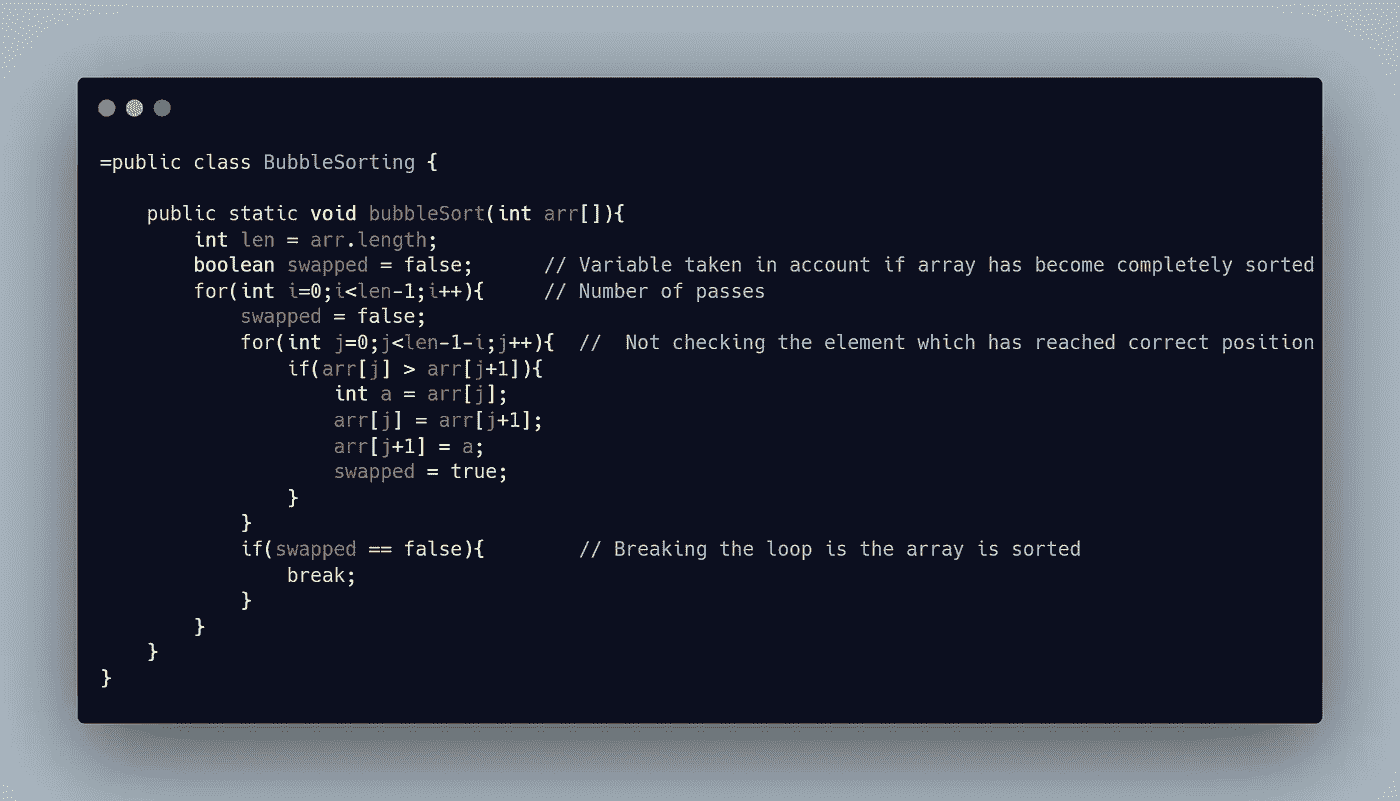 =public class BubbleSorting {
    public static void bubbleSort(int arr[]){
        int len = arr.length;
        boolean swapped = false;      // Variable taken in account if array has become completely sorted
        for(int i=0;i<len-1;i++){     // Number of passes
            swapped = false;
            for(int j=0;j<len-1-i;j++){  //  Not checking the element which has reached correct position
                if(arr[j] > arr[j+1]){
                    int a = arr[j];
                    arr[j] = arr[j+1];
                    arr[j+1] = a;
                    swapped = true;
                }
            }
            if(swapped == false){        // Breaking the loop is the array is sorted
                break;
            }
        }
    }
}